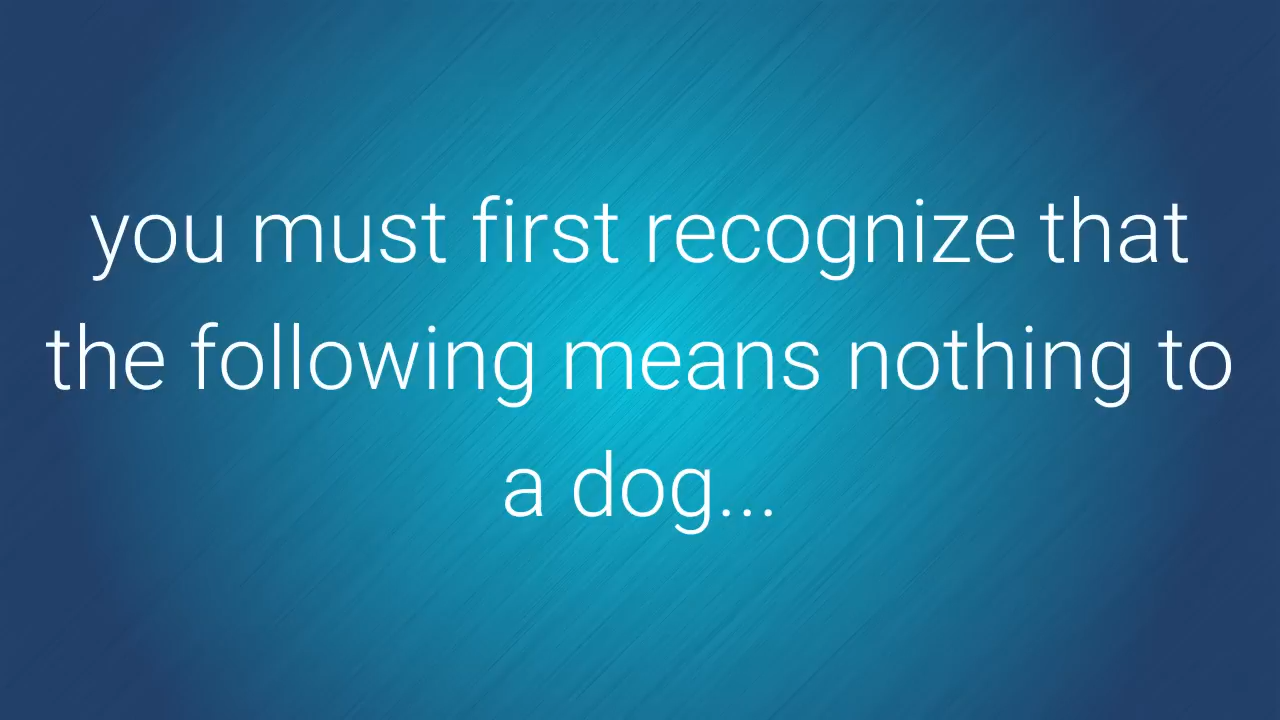 you must first recognize that
the following means nothing to
a dog...